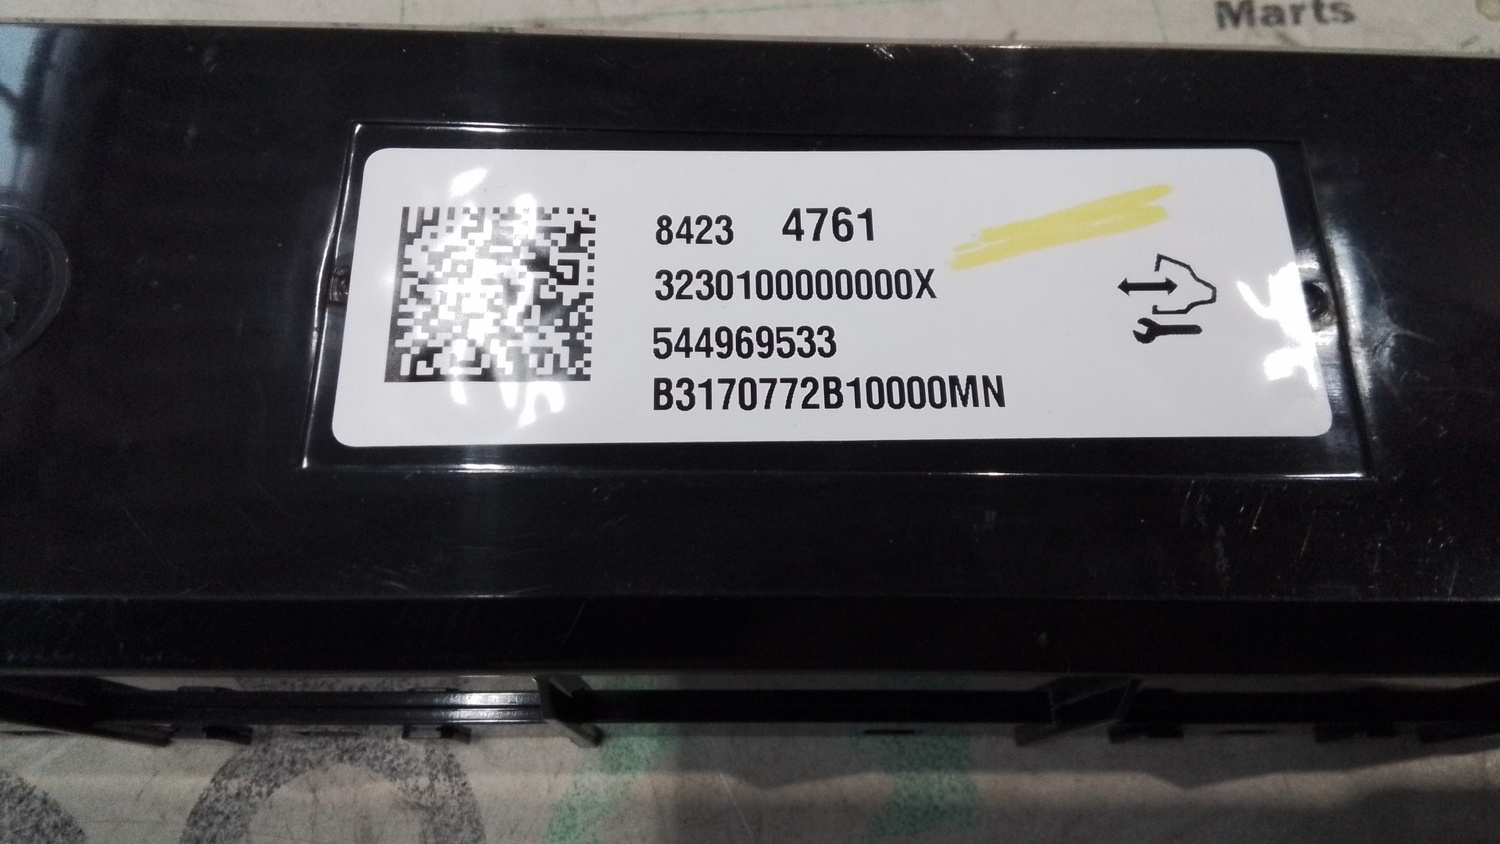 Marts
8423 4761
3230100000000X
544969533
B3170772B10000MN